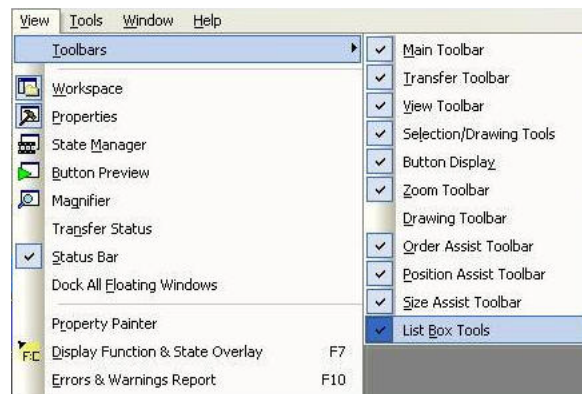 View Tools Window Help
Toolbars
Workspace
Properties
State Manager
Button Preview
Magnifier
Transfer Status
Status Bar
Dock All Floating Windows
Property Painter
F:C Display Function & State Overlay F7
Errors & Warnings Report F10
Main Toolbar
Transfer Toolbar
View Toolbar
Selection/Drawing Tools
Button Display
Zoom Toolbar
Drawing Toolbar
Order Assist Toolbar
Position Assist Toolbar
Size Assist Toolbar
List Box Tools